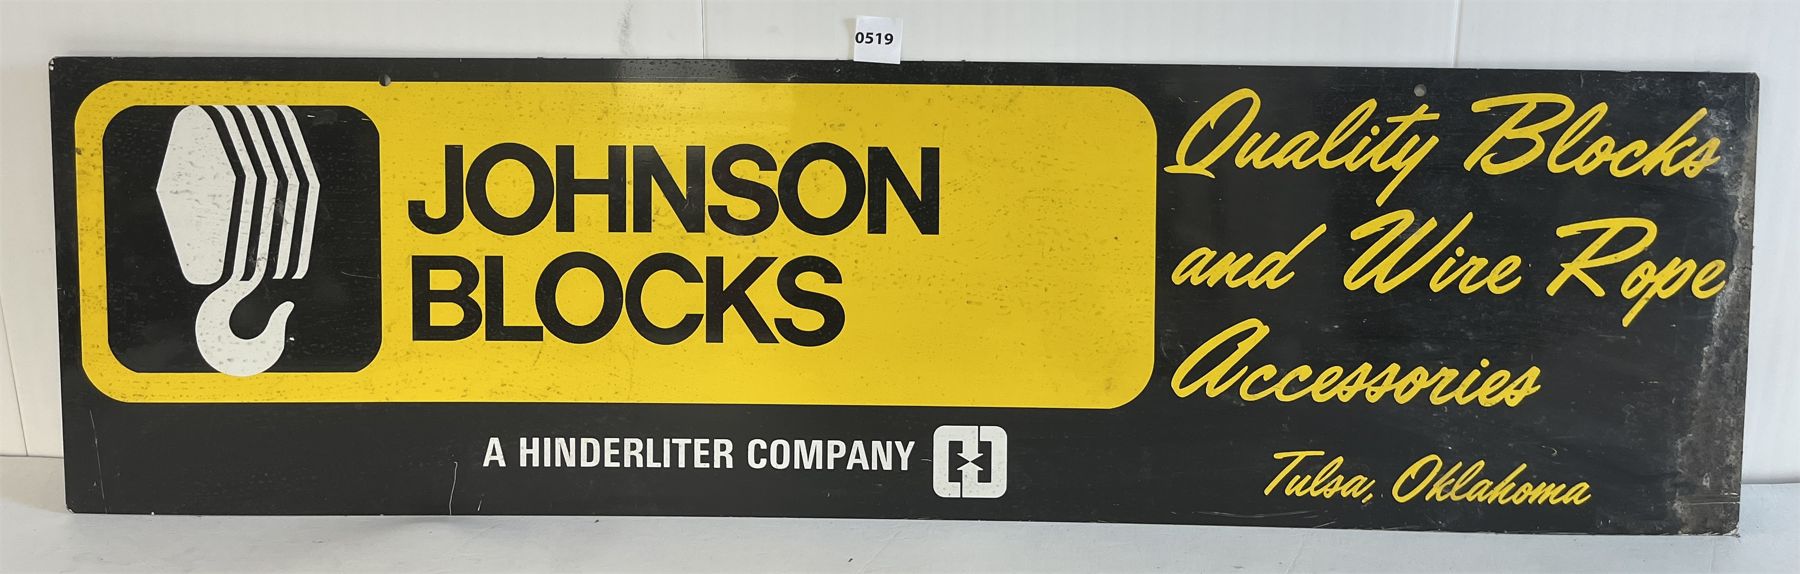 0519
JOHNSON
BLOCKS
A HINDERLITER COMPANY
Quality Blocks
and Wire Rope
Accessories
Tulsa, Oklahoma